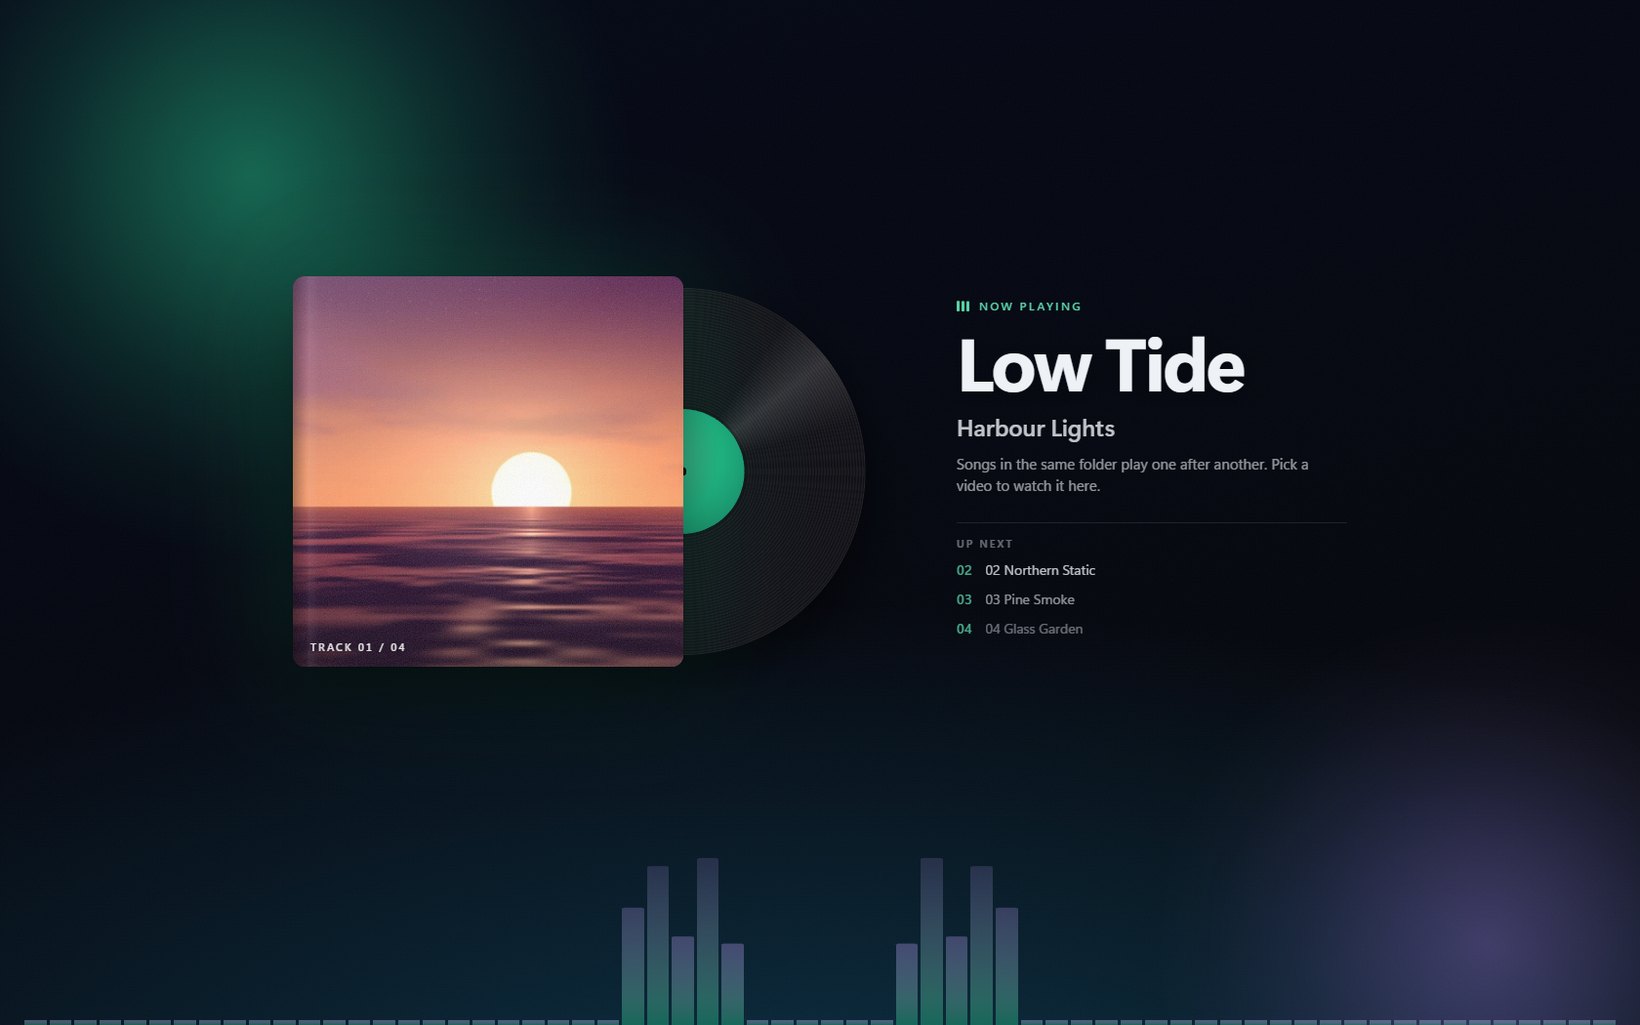 TRACK 01 / 04
NOW PLAYING
Low Tide
Harbour Lights
Songs in the same folder play one after another. Pick a
video to watch it here.
UP NEXT
02 02 Northern Static
03 03 Pine Smoke
04 04 Glass Garden